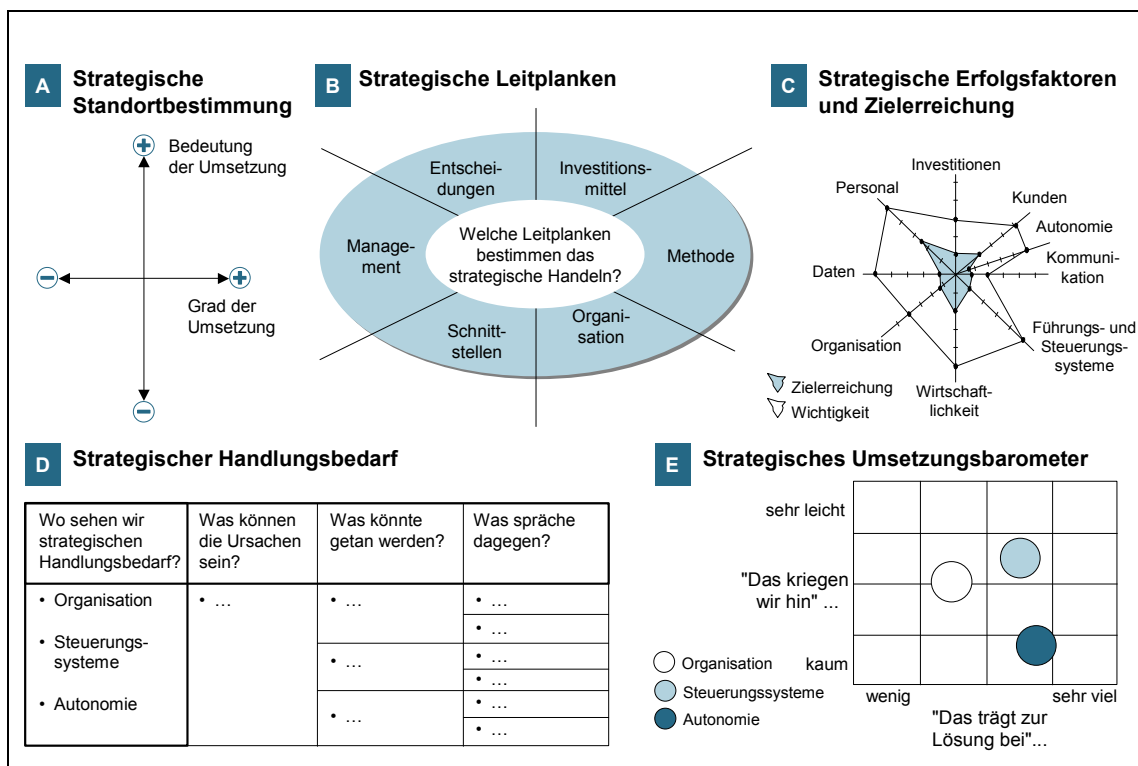 A
Strategische
Standortbestimmung
+
Bedeutung
der Umsetzung
−
+
Grad der
Umsetzung
−
B
Strategische Leitplanken
Entschei-
dungen
Investitions-
mittel
Manage-
ment
Welche Leitplanken
bestimmen das
strategische Handeln?
Methode
Schnitt-
stellen
Organi-
sation
C
Strategische Erfolgsfaktoren
und Zielerreichung
Investitionen
Personal
Kunden
Autonomie
Kommuni-
kation
Daten
Organisation
Führungs- und
Steuerungs-
systeme
Wirtschaft-
lichkeit
Zielerreichung
Wichtigkeit
D
Strategischer Handlungsbedarf
Wo sehen wir
strategischen
Handlungsbedarf?
Was können
die Ursachen
sein?
Was könnte
getan werden?
Was spräche
dagegen?
• Organisation
• Steuerungs-
systeme
• Autonomie
• …
• …
• …
• …
• …
• …
• …
• …
• …
• …
E
Strategisches Umsetzungsbarometer
sehr leicht
"Das kriegen
wir hin" ...
kaum
Organisation
Steuerungssysteme
Autonomie
wenig
sehr viel
"Das trägt zur
Lösung bei"...